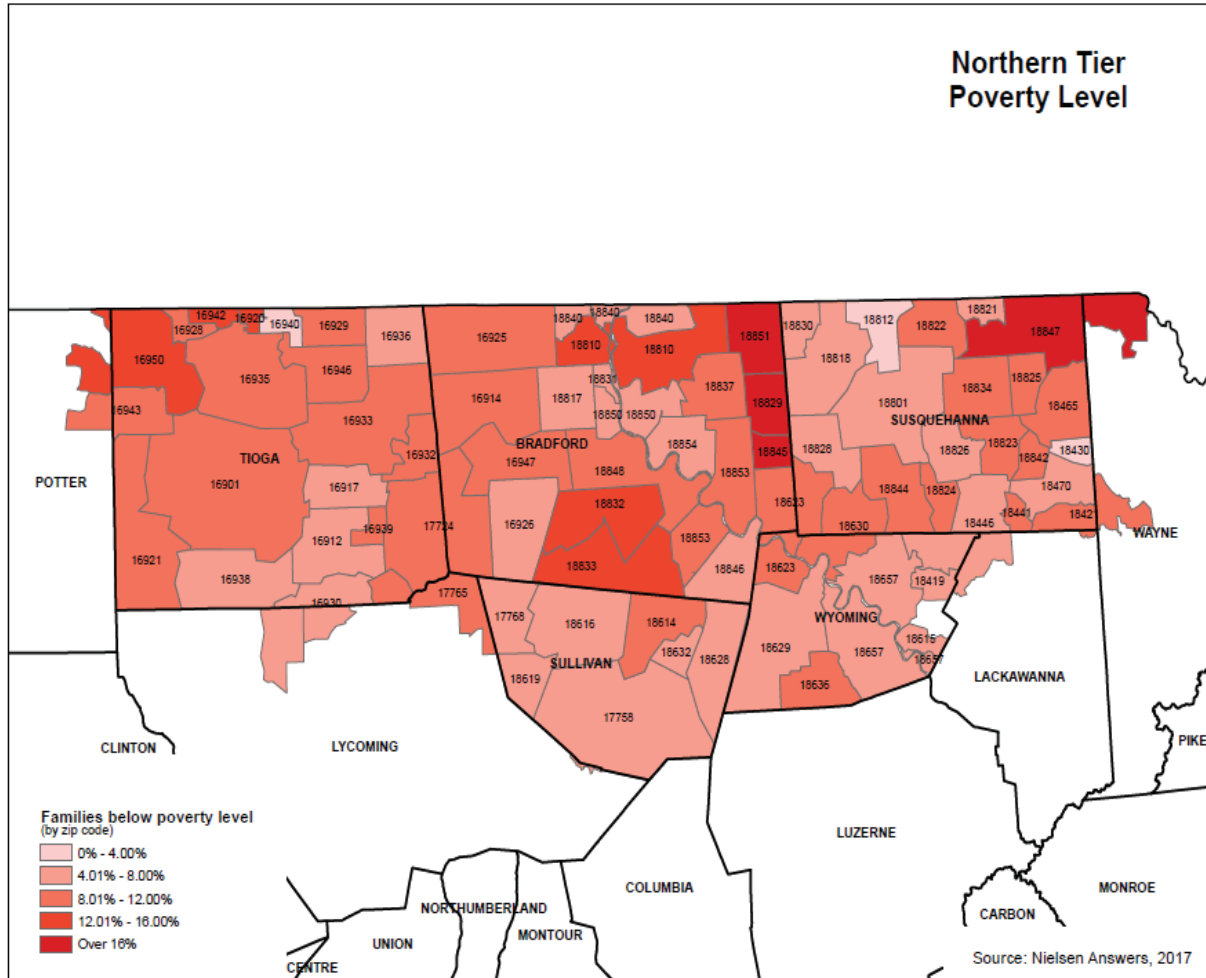 Northern Tier
Poverty Level
16942
16920
16940
16928
16929
16936
16950
16935
16946
16943
16933
16932
TIOGA
16901
16917
16939
17724
16912
16921
16938
16930
POTTER
18840
18840
18840
16925
18810
18810
18851
18831
18837
16914
18817
18829
18850
18850
BRADFORD
18854
18845
16947
18848
18853
18832
18623
16926
18853
18833
18846
18830
18812
18822
18821
18847
18818
18825
18834
18801
18465
SUSQUEHANNA
18828
18826
18823
18842
18430
18844
18824
18470
18630
18446
18441
1842
WAYNE
17765
17768
18616
18614
18632
18628
SULLIVAN
18619
17758
18623
18657
18419
WYOMING
18615
18629
18657
18657
18636
LACKAWANNA
CLINTON
LYCOMING
PIKE
LUZERNE
COLUMBIA
MONROE
CARBON
NORTHUMBERLAND
MONTOUR
UNION
CENTRE
Families below poverty level
(by zip code)
0% - 4.00%
4.01% - 8.00%
8.01% - 12.00%
12.01% - 16.00%
Over 16%
Source: Nielsen Answers, 2017